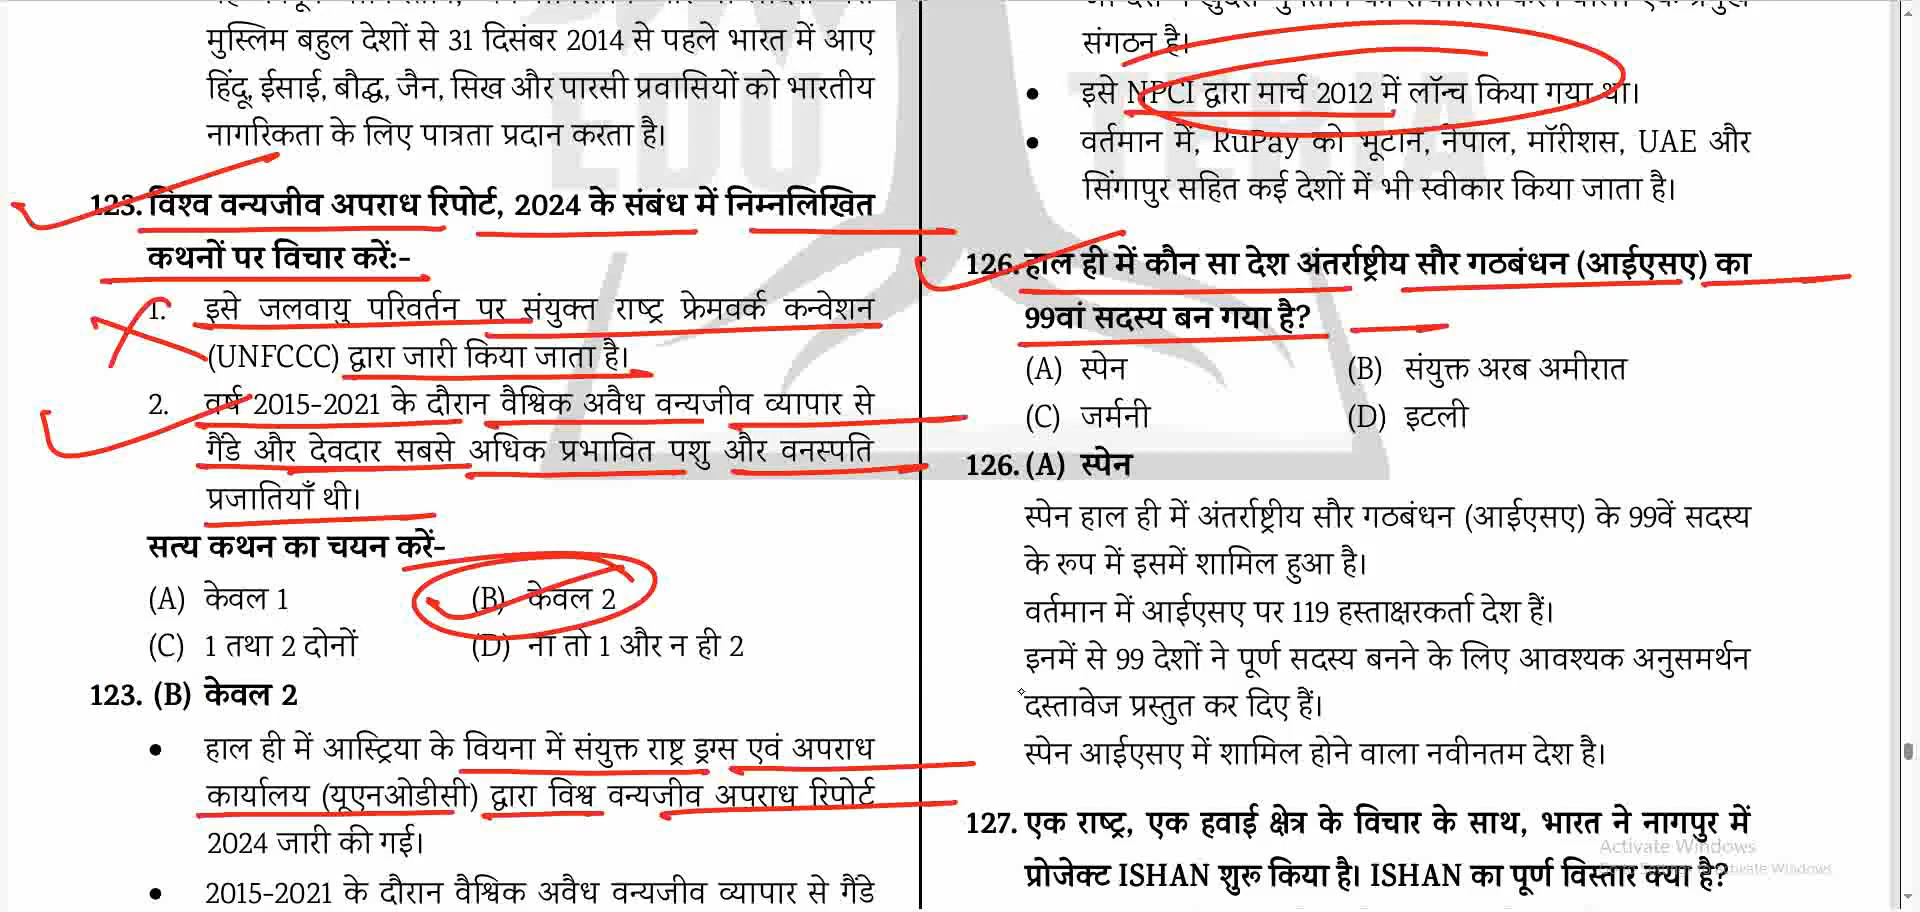 मुस्लिम बहुल देशों से 31 दिसंबर 2014 से पहले भारत में आए
हिंदू, ईसाई, बौद्ध, जैन, सिख और पारसी प्रवासियों को भारतीय
नागरिकता के लिए पात्रता प्रदान करता है।
123. विश्व वन्यजीव अपराध रिपोर्ट, 2024 के संबंध में निम्नलिखित
कथनों पर विचार करें:-
1. इसे जलवायु परिवर्तन पर संयुक्त राष्ट्र फ्रेमवर्क कन्वेशन
(UNFCCC) द्वारा जारी किया जाता है।
2. वर्ष 2015-2021 के दौरान वैश्विक अवैध वन्यजीव व्यापार से
गैंडे और देवदार सबसे अधिक प्रभावित पशु और वनस्पति
प्रजातियाँ थी।
सत्य कथन का चयन करें-
(A) केवल 1 (B) केवल 2
(C) 1 तथा 2 दोनों (D) ना तो 1 और न ही 2
123. (B) केवल 2
• हाल ही में आस्ट्रिया के वियना में संयुक्त राष्ट्र ड्रग्स एवं अपराध
कार्यालय (यूएनओडीसी) द्वारा विश्व वन्यजीव अपराध रिपोर्ट
2024 जारी की गई।
• 2015-2021 के दौरान वैश्विक अवैध वन्यजीव व्यापार से गैंडे
संगठन है।
• इसे NPCI द्वारा मार्च 2012 में लॉन्च किया गया था।
• वर्तमान में, RuPay को भूटान, नेपाल, मॉरीशस, UAE और
सिंगापुर सहित कई देशों में भी स्वीकार किया जाता है।
126. हाल ही में कौन सा देश अंतर्राष्ट्रीय सौर गठबंधन (आईएसए) का
99वां सदस्य बन गया है?
(A) स्पेन (B) संयुक्त अरब अमीरात
(C) जर्मनी (D) इटली
126. (A) स्पेन
स्पेन हाल ही में अंतर्राष्ट्रीय सौर गठबंधन (आईएसए) के 99वें सदस्य
के रूप में इसमें शामिल हुआ है।
वर्तमान में आईएसए पर 119 हस्ताक्षरकर्ता देश हैं।
इनमें से 99 देशों ने पूर्ण सदस्य बनने के लिए आवश्यक अनुसमर्थन
दस्तावेज प्रस्तुत कर दिए हैं।
स्पेन आईएसए में शामिल होने वाला नवीनतम देश है।
127. एक राष्ट्र, एक हवाई क्षेत्र के विचार के साथ, भारत ने नागपुर में
प्रोजेक्ट ISHAN शुरू किया है। ISHAN का पूर्ण विस्तार क्या है?
Activate Windows
EDU TERIA